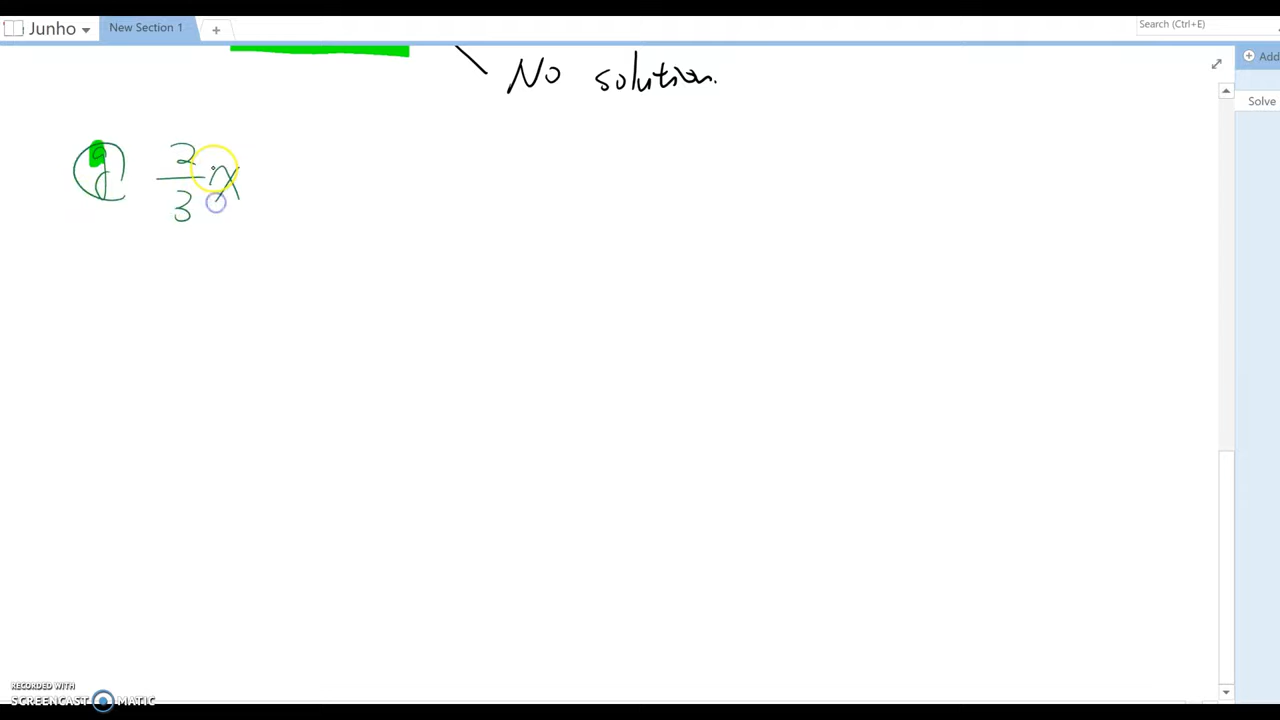 Junho
New Section 1
+
Search (Ctrl+E)
Add
Solve
No solution.
2/3 x
RECORDED WITH
SCREENCAST MATIC